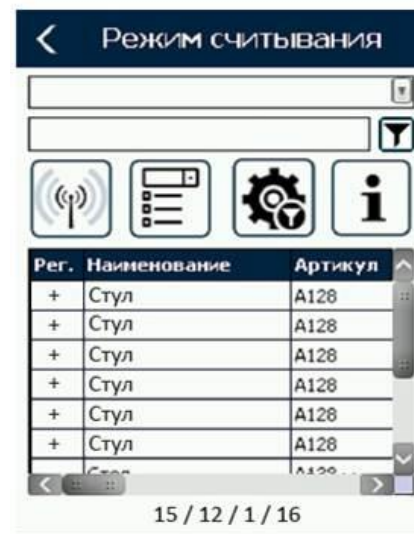 Режим считывания
Рег. Наименование Артикул
+ Стул A128
+ Стул A128
+ Стул A128
+ Стул A128
+ Стул A128
+ Стул A128
15 / 12 / 1 / 16